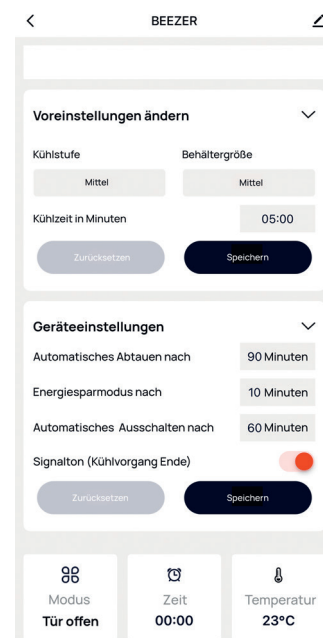 BEEZER
Voreinstellungen ändern
Kühlstufe Behältergröße
Mittel Mittel
Kühlzeit in Minuten 05:00
Zurücksetzen Speichern
Geräteeinstellungen
Automatisches Abtauen nach 90 Minuten
Energiesparmodus nach 10 Minuten
Automatisches Ausschalten nach 60 Minuten
Signalton (Kühlvorgang Ende)
Zurücksetzen Speichern
Modus Zeit Temperatur
Tür offen 00:00 23°C